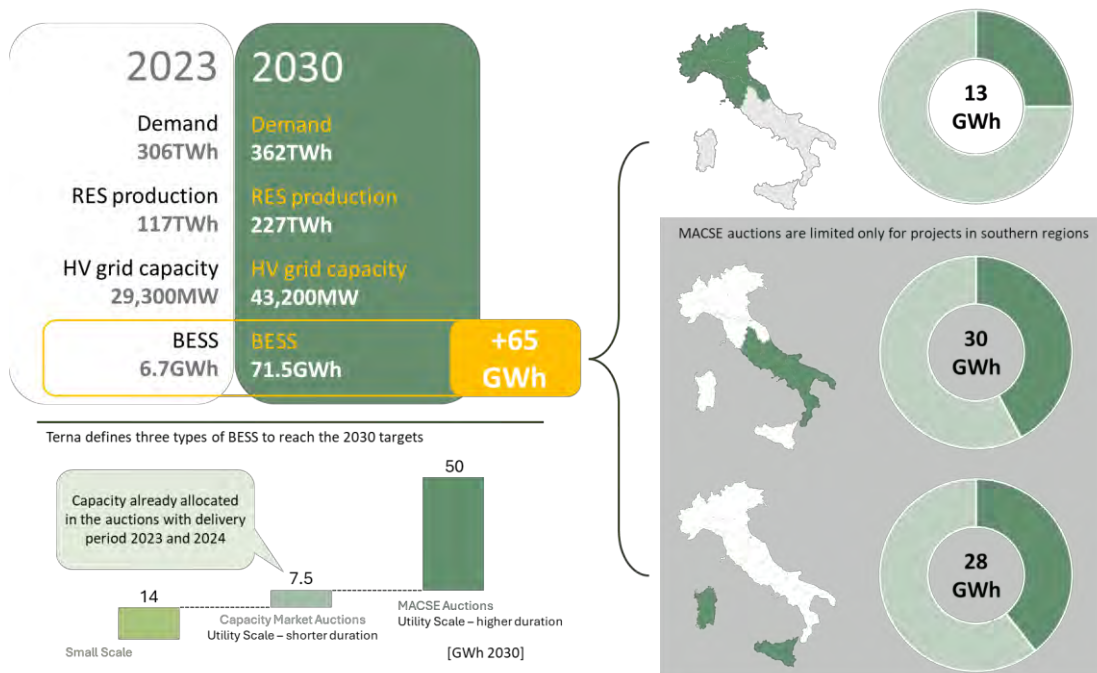 2023
2030
Demand
306TWh
Demand
362TWh
RES production
117TWh
RES production
227TWh
HV grid capacity
29,300MW
HV grid capacity
43,200MW
BESS
6.7GWh
BESS
71.5GWh
+65
GWh
Terna defines three types of BESS to reach the 2030 targets
Capacity already allocated
in the auctions with delivery
period 2023 and 2024
14
Small Scale
7.5
Capacity Market Auctions
Utility Scale – shorter duration
50
MACSE Auctions
Utility Scale – higher duration
[GWh 2030]
13
GWh
MACSE auctions are limited only for projects in southern regions
30
GWh
28
GWh